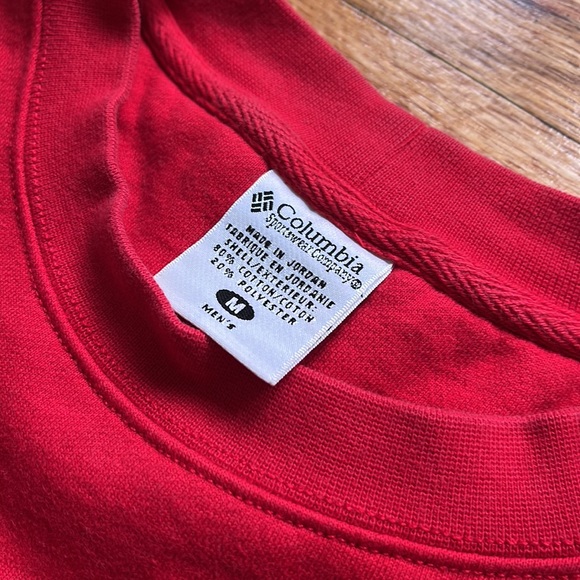 Columbia
Sportswear Company
MADE IN JORDAN
FABRIQUE EN JORDANIE
SHELL/EXTERIEUR:
80% COTTON/COTON
20% POLYESTER
M
MEN'S